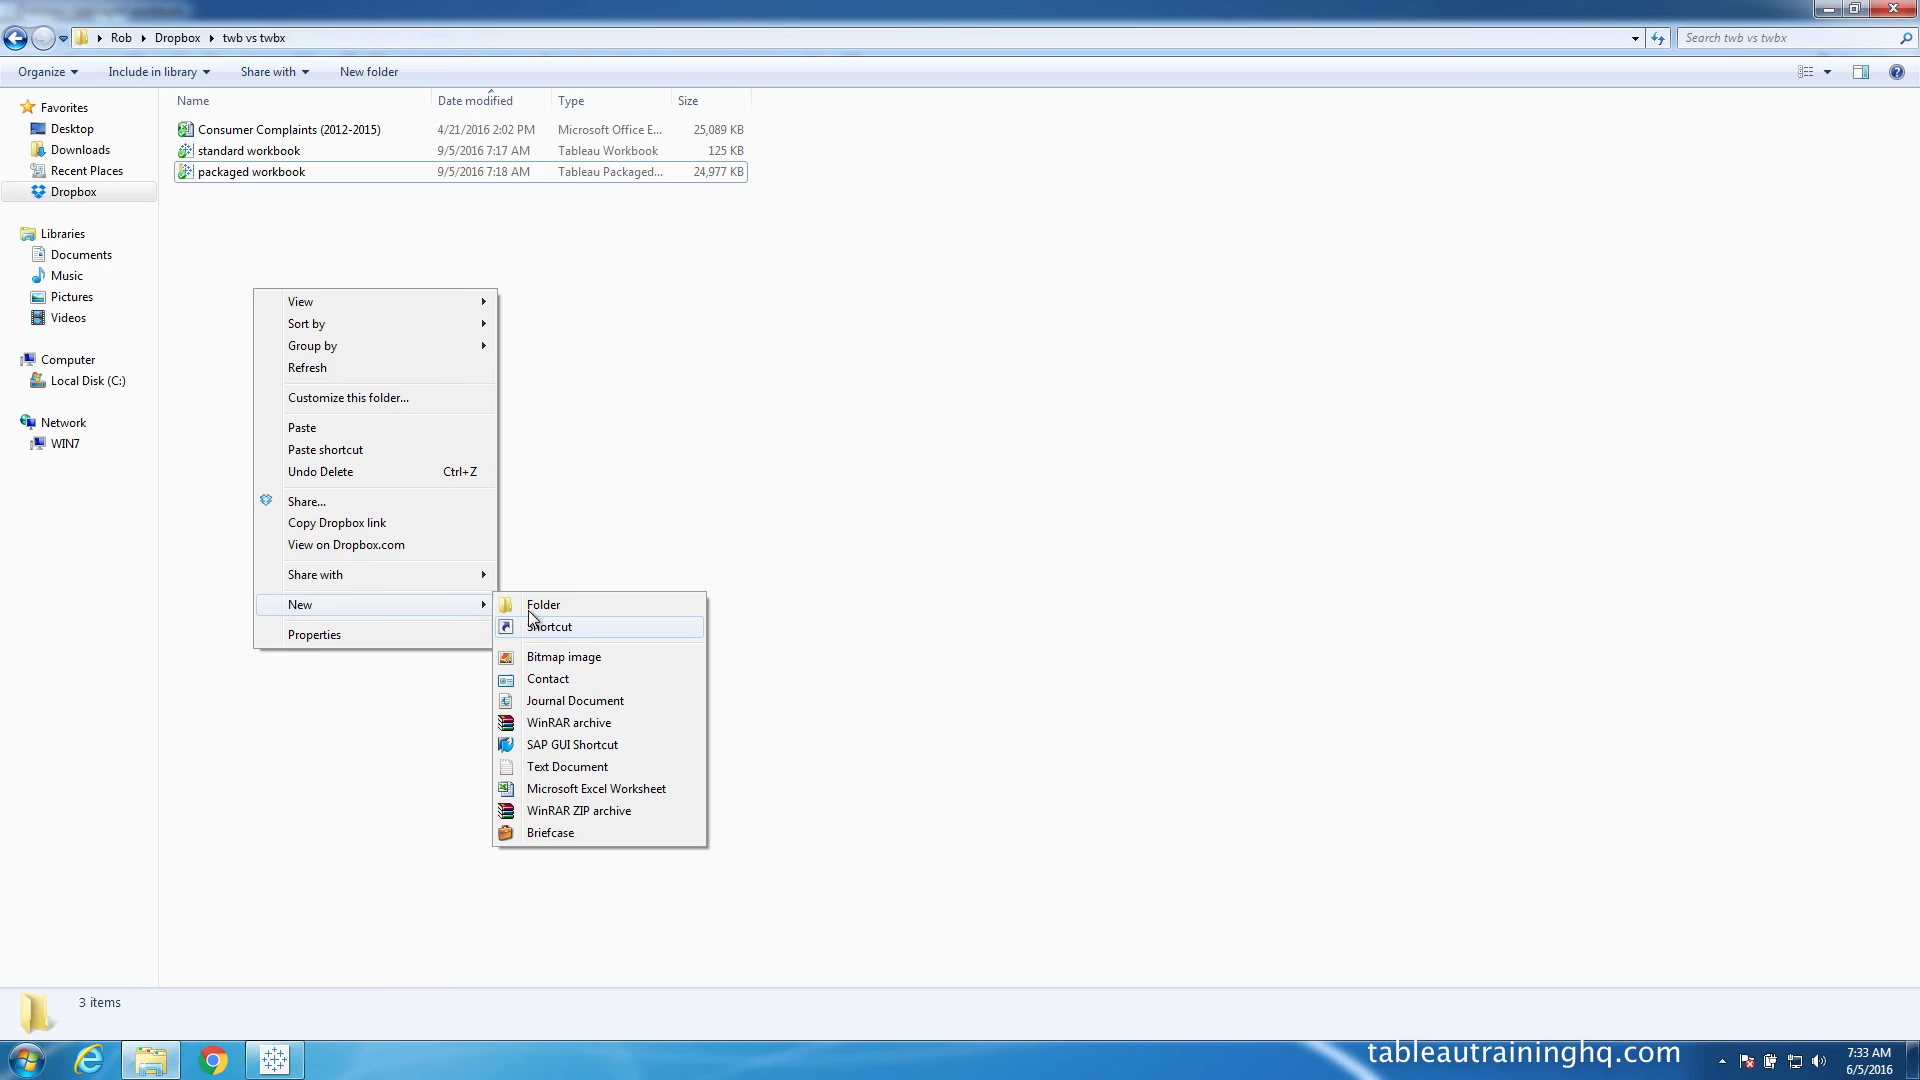 Rob Dropbox twb vs twbx
Search twb vs twbx
Organize Include in library Share with New folder
Name Date modified Type Size
Consumer Complaints (2012-2015) 4/21/2016 2:02 PM Microsoft Office E... 25,089 KB
standard workbook 9/5/2016 7:17 AM Tableau Workbook 125 KB
packaged workbook 9/5/2016 7:18 AM Tableau Packaged... 24,977 KB
Favorites
Desktop
Downloads
Recent Places
Dropbox
Libraries
Documents
Music
Pictures
Videos
Computer
Local Disk (C:)
Network
WIN7
View
Sort by
Group by
Refresh
Customize this folder...
Paste
Paste shortcut
Undo Delete Ctrl+Z
Share...
Copy Dropbox link
View on Dropbox.com
Share with
New
Properties
Folder
Shortcut
Bitmap image
Contact
Journal Document
WinRAR archive
SAP GUI Shortcut
Text Document
Microsoft Excel Worksheet
WinRAR ZIP archive
Briefcase
3 items
tableautraininghq.com
7:33 AM
6/5/2016